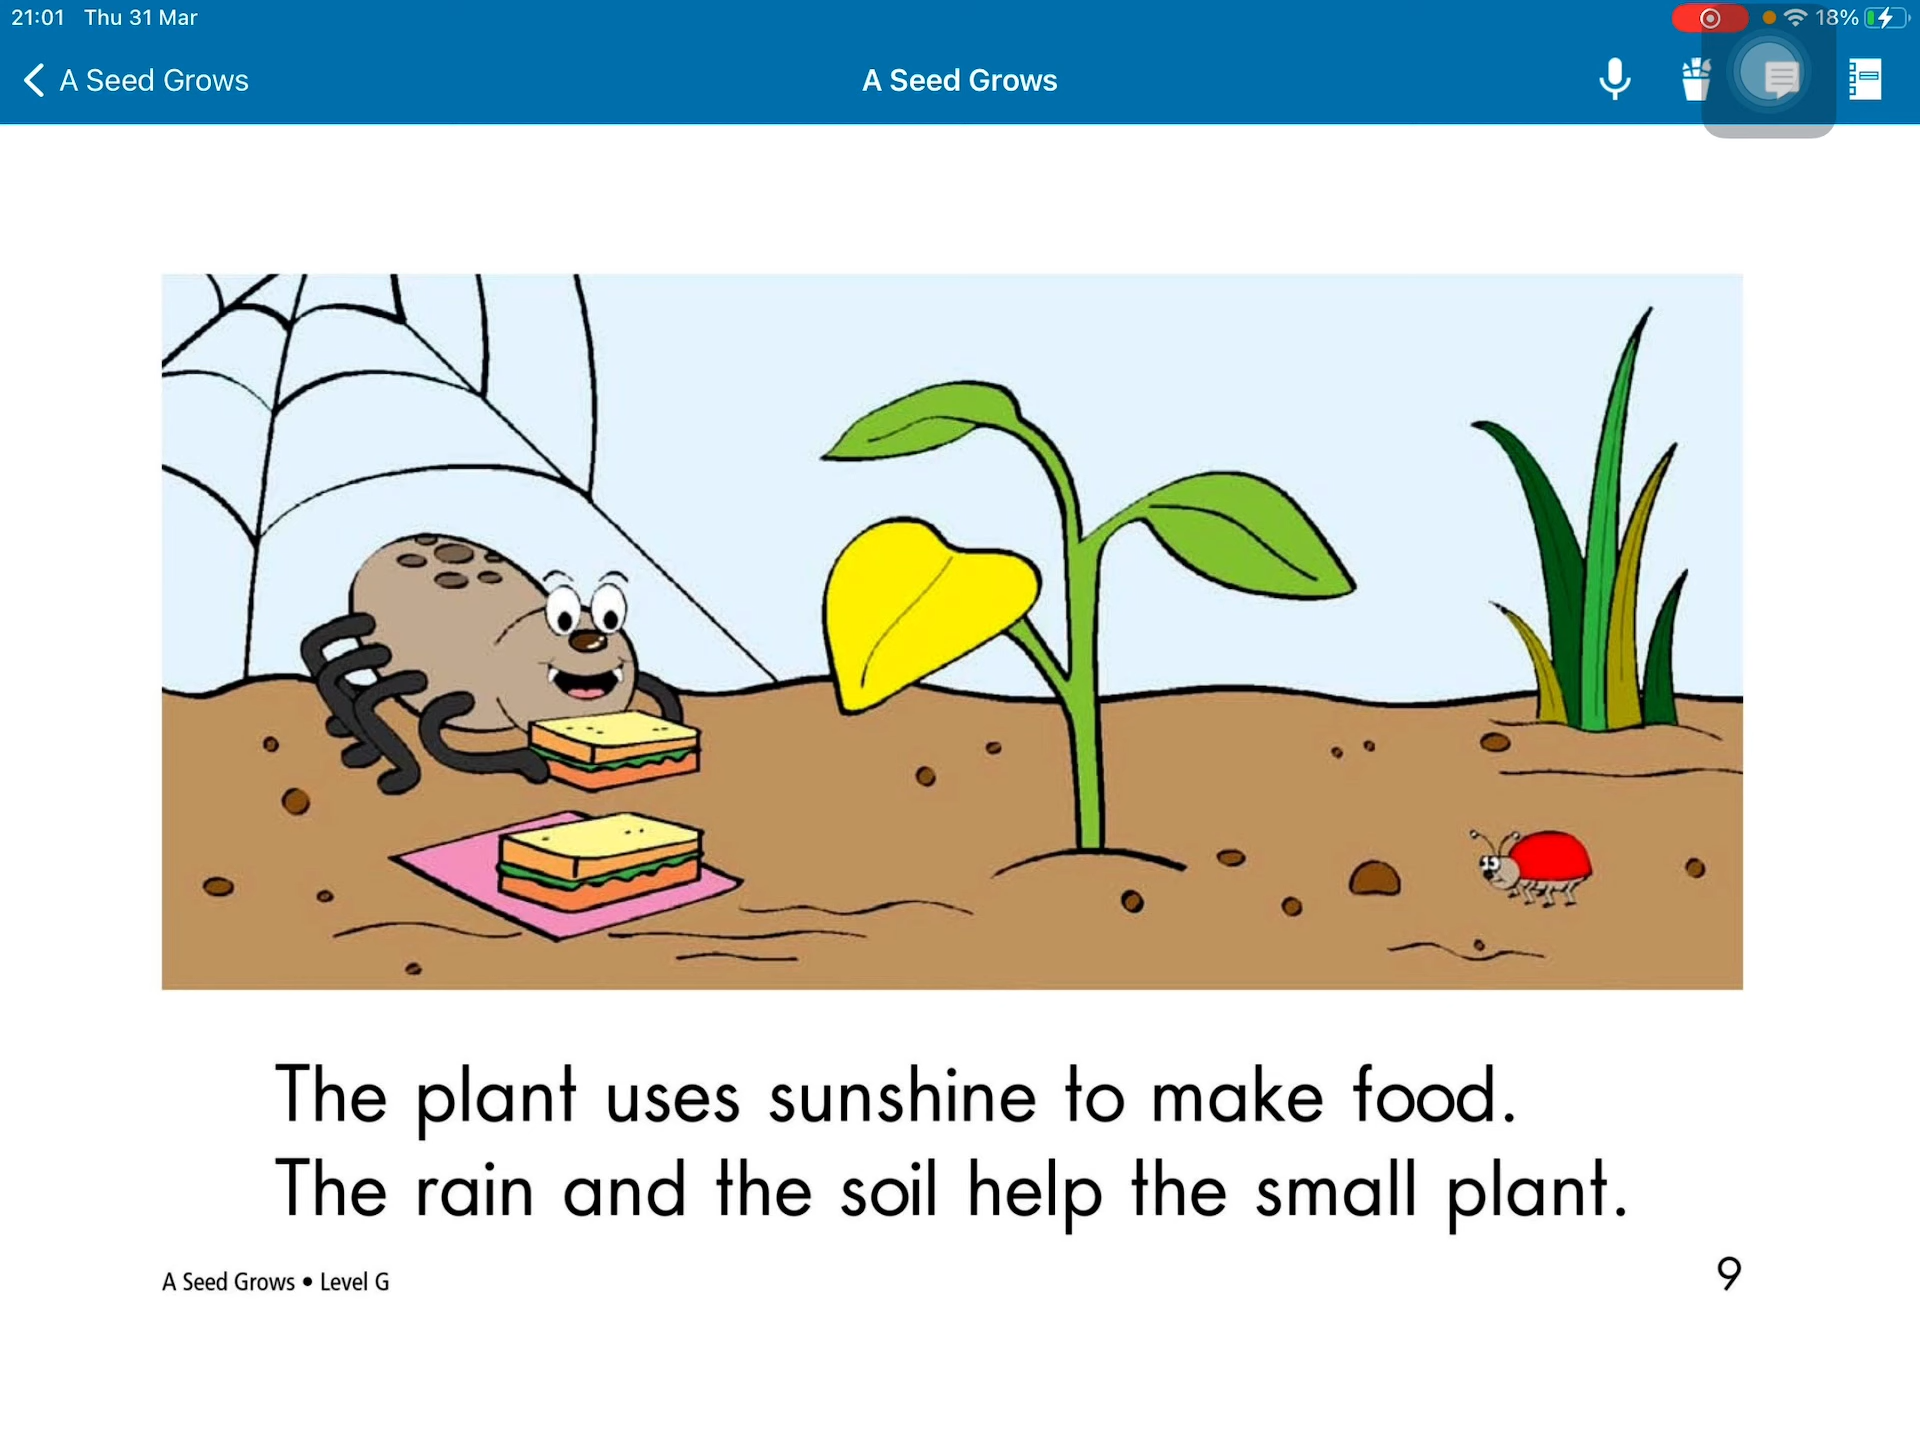 21:01 Thu 31 Mar
18%
A Seed Grows
A Seed Grows
The plant uses sunshine to make food.
The rain and the soil help the small plant.
A Seed Grows • Level G
9